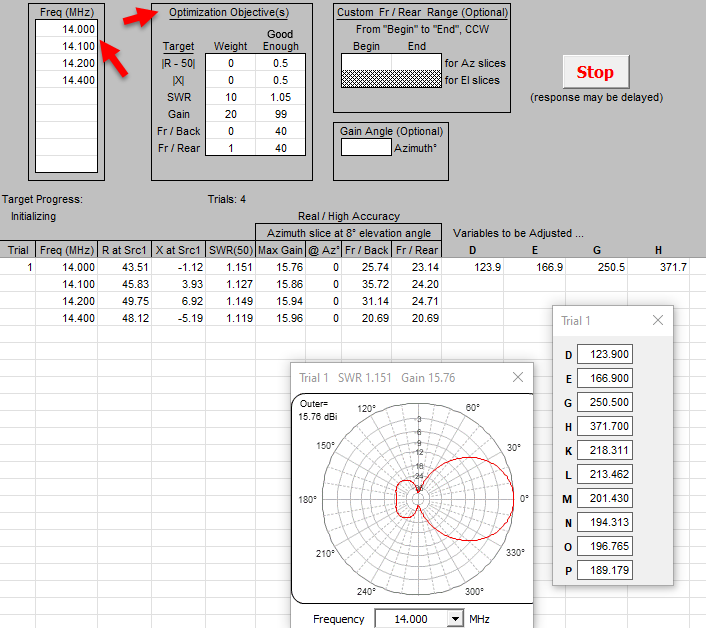 Freq (MHz)
14.000
14.100
14.200
14.400
Optimization Objective(s)
Good
Target Weight Enough
|R - 50| 0 0.5
|X| 0 0.5
SWR 10 1.05
Gain 20 99
Fr / Back 0 40
Fr / Rear 1 40
Custom Fr / Rear Range (Optional)
From "Begin" to "End", CCW
Begin End
for Az slices
for El slices
Gain Angle (Optional)
Azimuth°
Stop
(response may be delayed)
Target Progress: Trials: 4
Initializing Real / High Accuracy
Azimuth slice at 8° elevation angle Variables to be Adjusted ...
Trial Freq (MHz) R at Src1 X at Src1 SWR(50) Max Gain @ Az° Fr / Back Fr / Rear D E G H
1 14.000 43.51 -1.12 1.151 15.76 0 25.74 23.14 123.9 166.9 250.5 371.7
14.100 45.83 3.93 1.127 15.86 0 35.72 24.20
14.200 49.75 6.92 1.149 15.94 0 31.14 24.71
14.400 48.12 -5.19 1.119 15.96 0 20.69 20.69
Trial 1
D 123.900
E 166.900
G 250.500
H 371.700
K 218.311
L 213.462
M 201.430
N 194.313
O 196.765
P 189.179
Trial 1 SWR 1.151 Gain 15.76
Outer=
15.76 dBi
120° 60°
150° 30°
180° 0°
210° 330°
240° 300°
-3
-6
-9
-12
-18
-24
Frequency 14.000 MHz